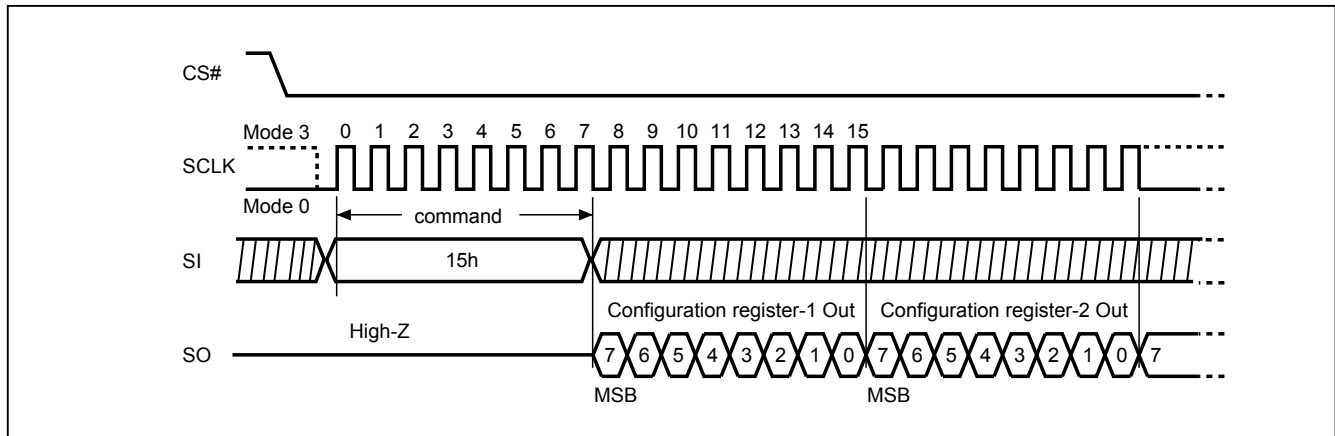 CS#
Mode 3
0 1 2 3 4 5 6 7 8 9 10 11 12 13 14 15
SCLK
Mode 0
command
SI
15h
Configuration register-1 Out Configuration register-2 Out
High-Z
SO
7 6 5 4 3 2 1 0 7 6 5 4 3 2 1 0 7
MSB MSB